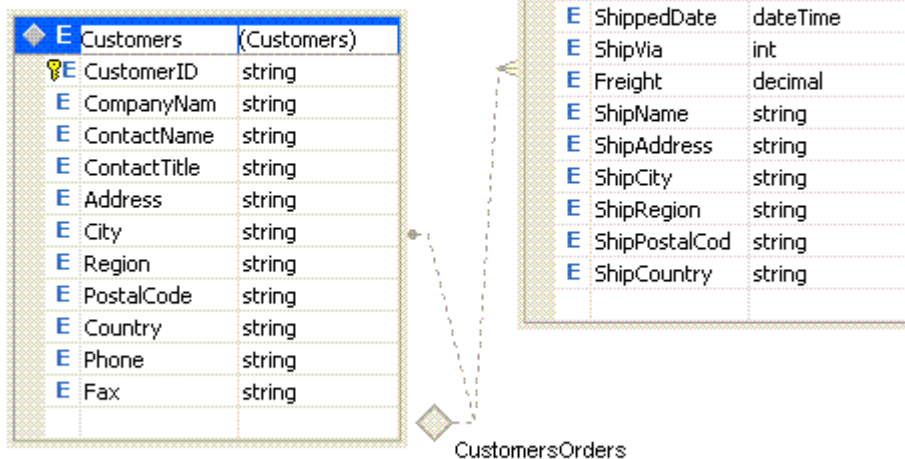 E Customers (Customers)
E CustomerID string
E CompanyNam string
E ContactName string
E ContactTitle string
E Address string
E City string
E Region string
E PostalCode string
E Country string
E Phone string
E Fax string
E ShippedDate dateTime
E ShipVia int
E Freight decimal
E ShipName string
E ShipAddress string
E ShipCity string
E ShipRegion string
E ShipPostalCod string
E ShipCountry string
CustomersOrders